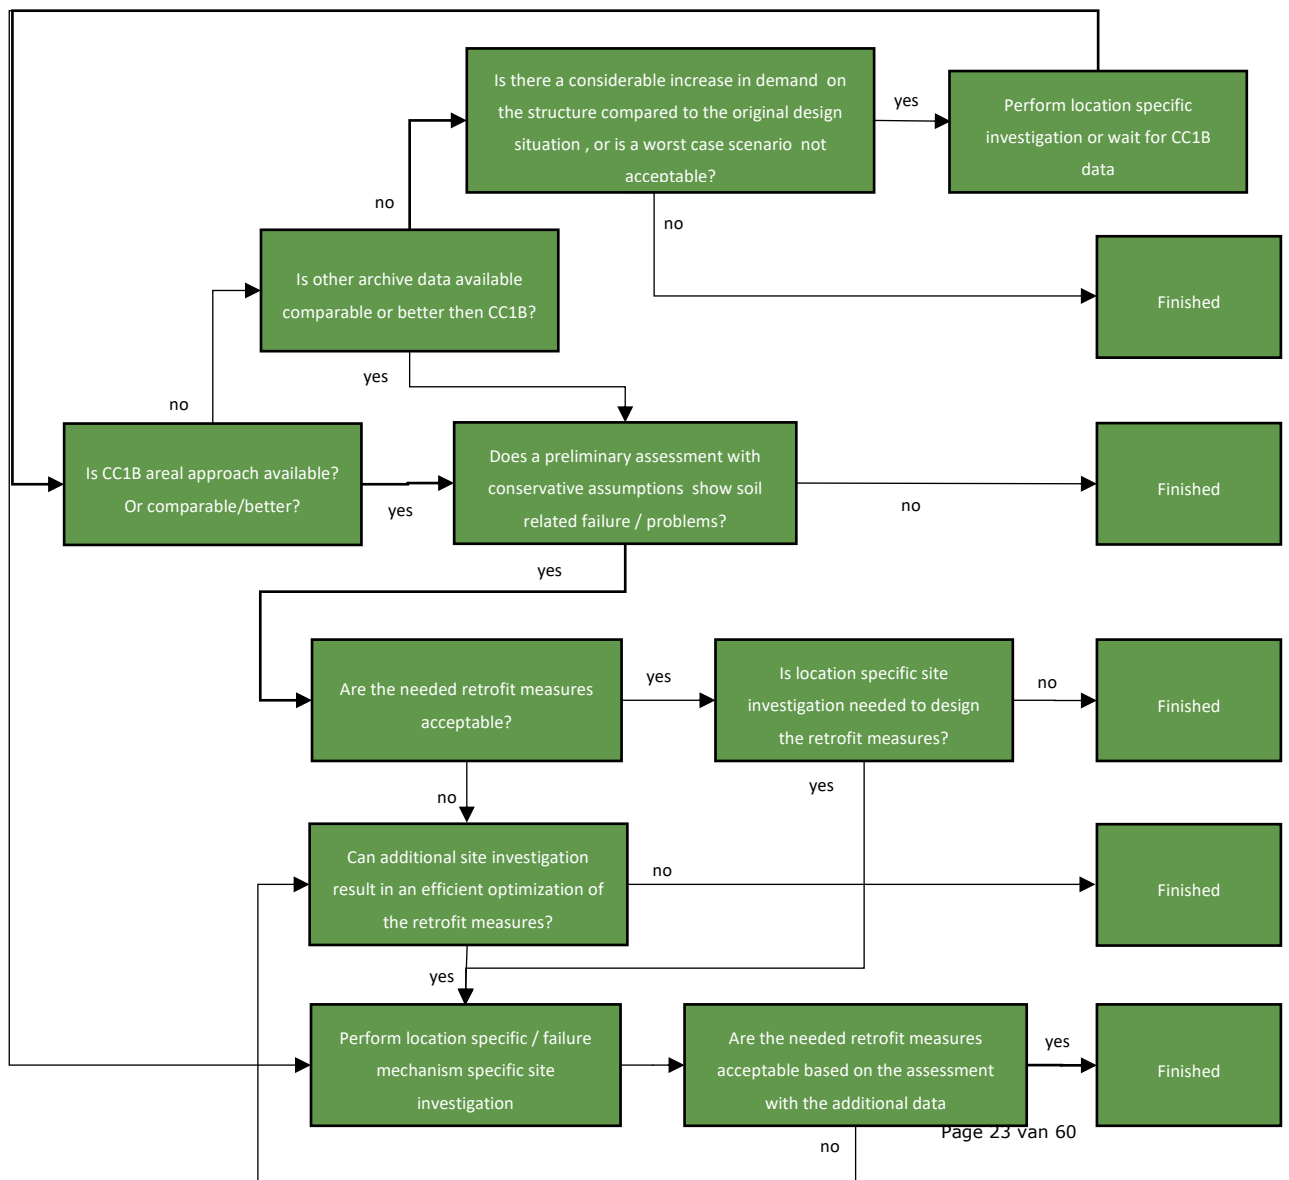 Is there a considerable increase in demand on
the structure compared to the original design
situation , or is a worst case scenario not
acceptable?
yes
Perform location specific
investigation or wait for CC1B
data
no
no
Is other archive data available
comparable or better then CC1B?
Finished
yes
no
Is CC1B areal approach available?
Or comparable/better?
yes
Does a preliminary assessment with
conservative assumptions show soil
related failure / problems?
no
Finished
yes
Are the needed retrofit measures
acceptable?
yes
Is location specific site
investigation needed to design
the retrofit measures?
no
Finished
no
yes
Can additional site investigation
result in an efficient optimization of
the retrofit measures?
no
Finished
yes
Perform location specific / failure
mechanism specific site
investigation
Are the needed retrofit measures
acceptable based on the assessment
with the additional data
yes
Finished
no
Page 23 van 60